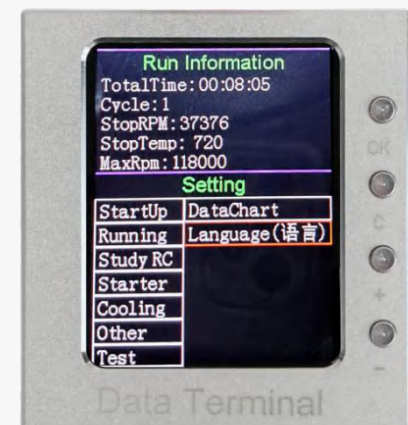 Run Information
TotalTime:00:08:05
Cycle:1
StopRPM:37376
StopTemp: 720
MaxRpm:118000
Setting
StartUp DataChart
Running Language(语言)
Study RC
Starter
Cooling
Other
Test
OK
C
+
-
Data Terminal